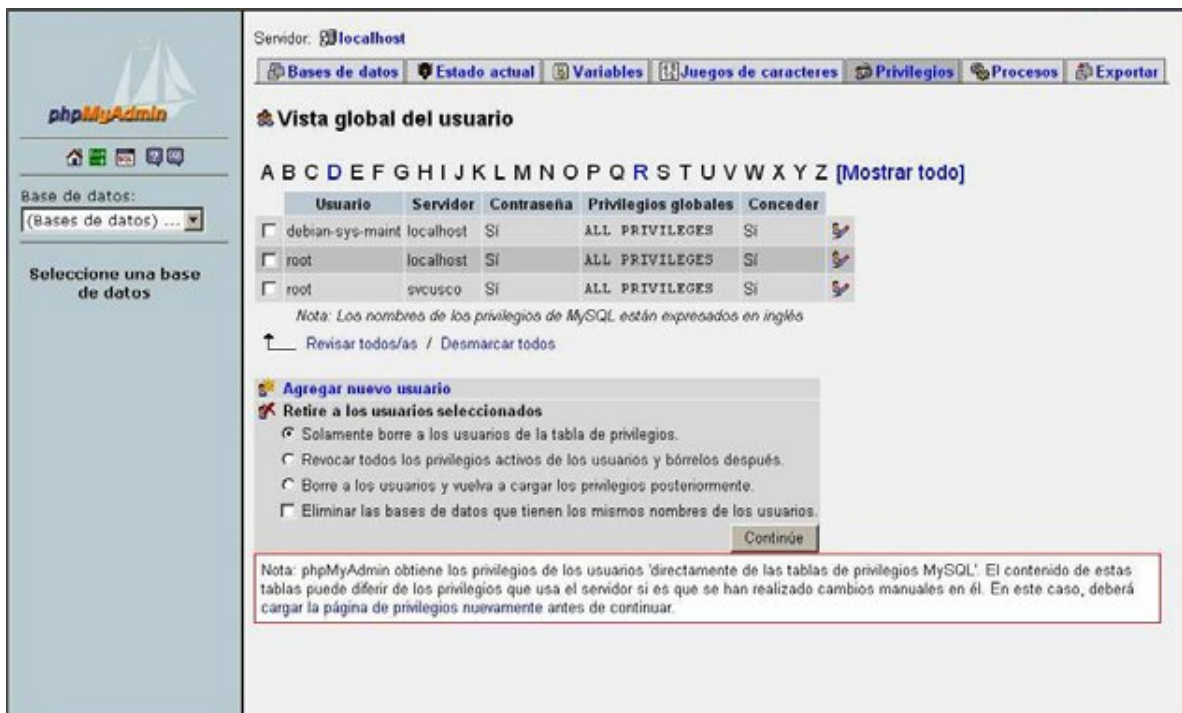 phpMyAdmin
Base de datos:
(Bases de datos) ...
Seleccione una base
de datos
Servidor: localhost
Bases de datos Estado actual Variables Juegos de caracteres Privilegios Procesos Exportar
Vista global del usuario
A B C D E F G H I J K L M N O P Q R S T U V W X Y Z [Mostrar todo]
Usuario Servidor Contraseña Privilegios globales Conceder
debian-sys-maint localhost Sí ALL PRIVILEGES Sí
root localhost Sí ALL PRIVILEGES Sí
root svcusco Sí ALL PRIVILEGES Sí
Nota: Los nombres de los privilegios de MySQL están expresados en inglés
Revisar todos/as / Desmarcar todos
Agregar nuevo usuario
Retire a los usuarios seleccionados
Solamente borre a los usuarios de la tabla de privilegios.
Revocar todos los privilegios activos de los usuarios y bórrelos después.
Borre a los usuarios y vuelva a cargar los privilegios posteriormente.
Eliminar las bases de datos que tienen los mismos nombres de los usuarios.
Continúe
Nota: phpMyAdmin obtiene los privilegios de los usuarios 'directamente de las tablas de privilegios MySQL'. El contenido de estas
tablas puede diferir de los privilegios que usa el servidor si es que se han realizado cambios manuales en él. En este caso, deberá
cargar la página de privilegios nuevamente antes de continuar.